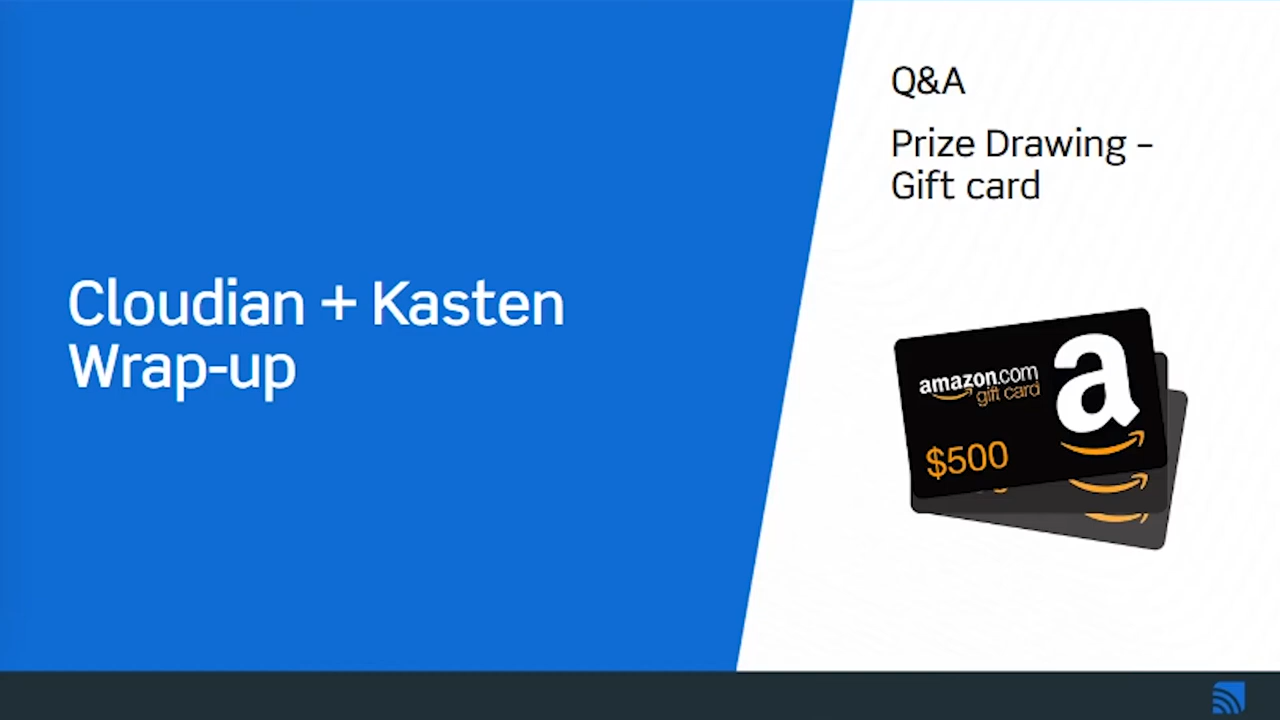 Cloudian + Kasten
Wrap-up
Q&A
Prize Drawing –
Gift card
amazon.com
gift card
a
$500